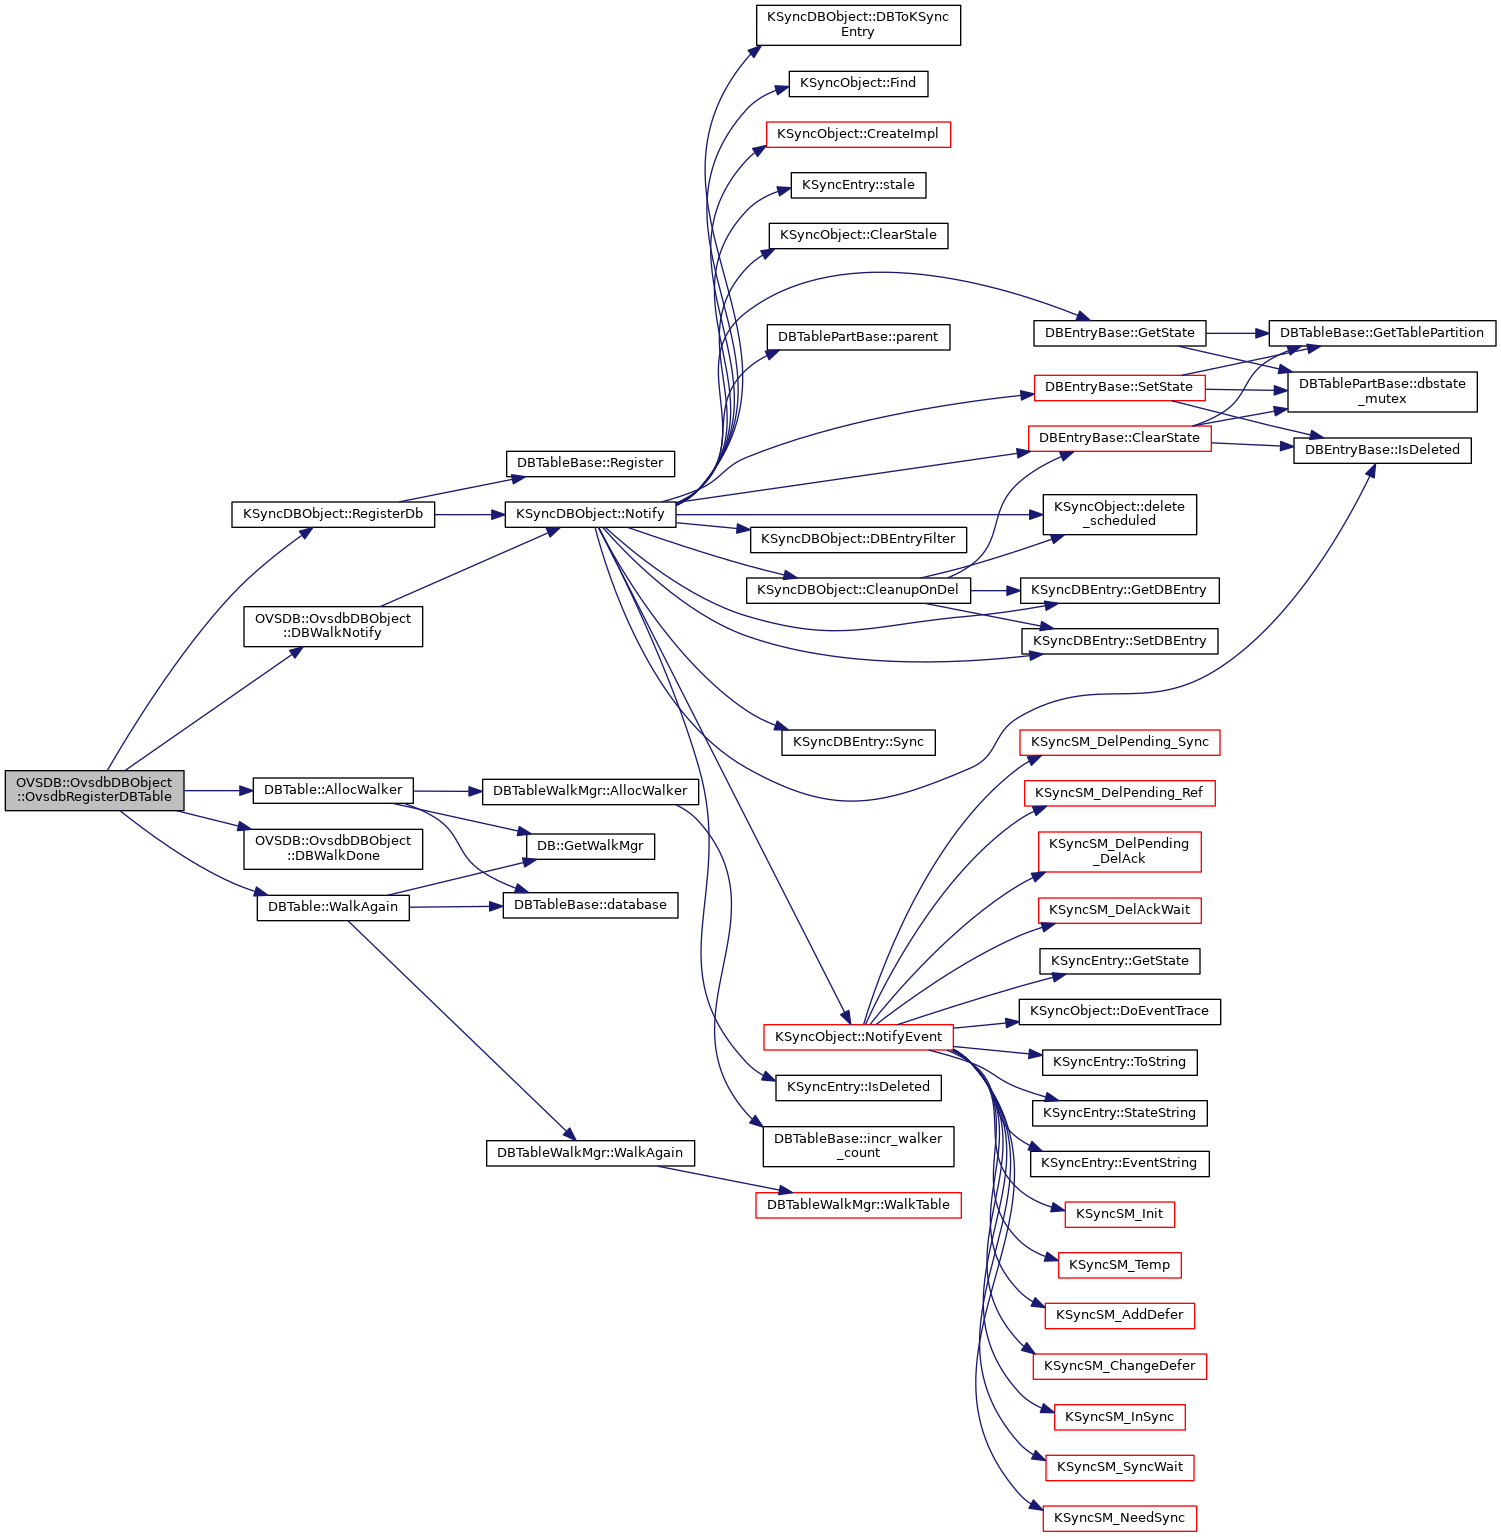 OVSDB::OvsdbDBObject
::OvsdbRegisterDBTable
KSyncDBObject::RegisterDb
OVSDB::OvsdbDBObject
::DBWalkNotify
DBTable::AllocWalker
OVSDB::OvsdbDBObject
::DBWalkDone
DBTable::WalkAgain
DBTableBase::Register
KSyncDBObject::Notify
DBTableWalkMgr::AllocWalker
DB::GetWalkMgr
DBTableBase::database
DBTableWalkMgr::WalkAgain
KSyncDBObject::DBToKSync
Entry
KSyncObject::Find
KSyncObject::CreateImpl
KSyncEntry::stale
KSyncObject::ClearStale
DBTablePartBase::parent
KSyncDBObject::DBEntryFilter
KSyncDBObject::CleanupOnDel
KSyncDBEntry::Sync
KSyncObject::NotifyEvent
KSyncEntry::IsDeleted
DBTableBase::incr_walker
_count
DBTableWalkMgr::WalkTable
DBEntryBase::GetState
DBEntryBase::SetState
DBEntryBase::ClearState
KSyncObject::delete
_scheduled
KSyncDBEntry::GetDBEntry
KSyncDBEntry::SetDBEntry
KSyncSM_DelPending_Sync
KSyncSM_DelPending_Ref
KSyncSM_DelPending
_DelAck
KSyncSM_DelAckWait
KSyncEntry::GetState
KSyncObject::DoEventTrace
KSyncEntry::ToString
KSyncEntry::StateString
KSyncEntry::EventString
KSyncSM_Init
KSyncSM_Temp
KSyncSM_AddDefer
KSyncSM_ChangeDefer
KSyncSM_InSync
KSyncSM_SyncWait
KSyncSM_NeedSync
DBTableBase::GetTablePartition
DBTablePartBase::dbstate
_mutex
DBEntryBase::IsDeleted